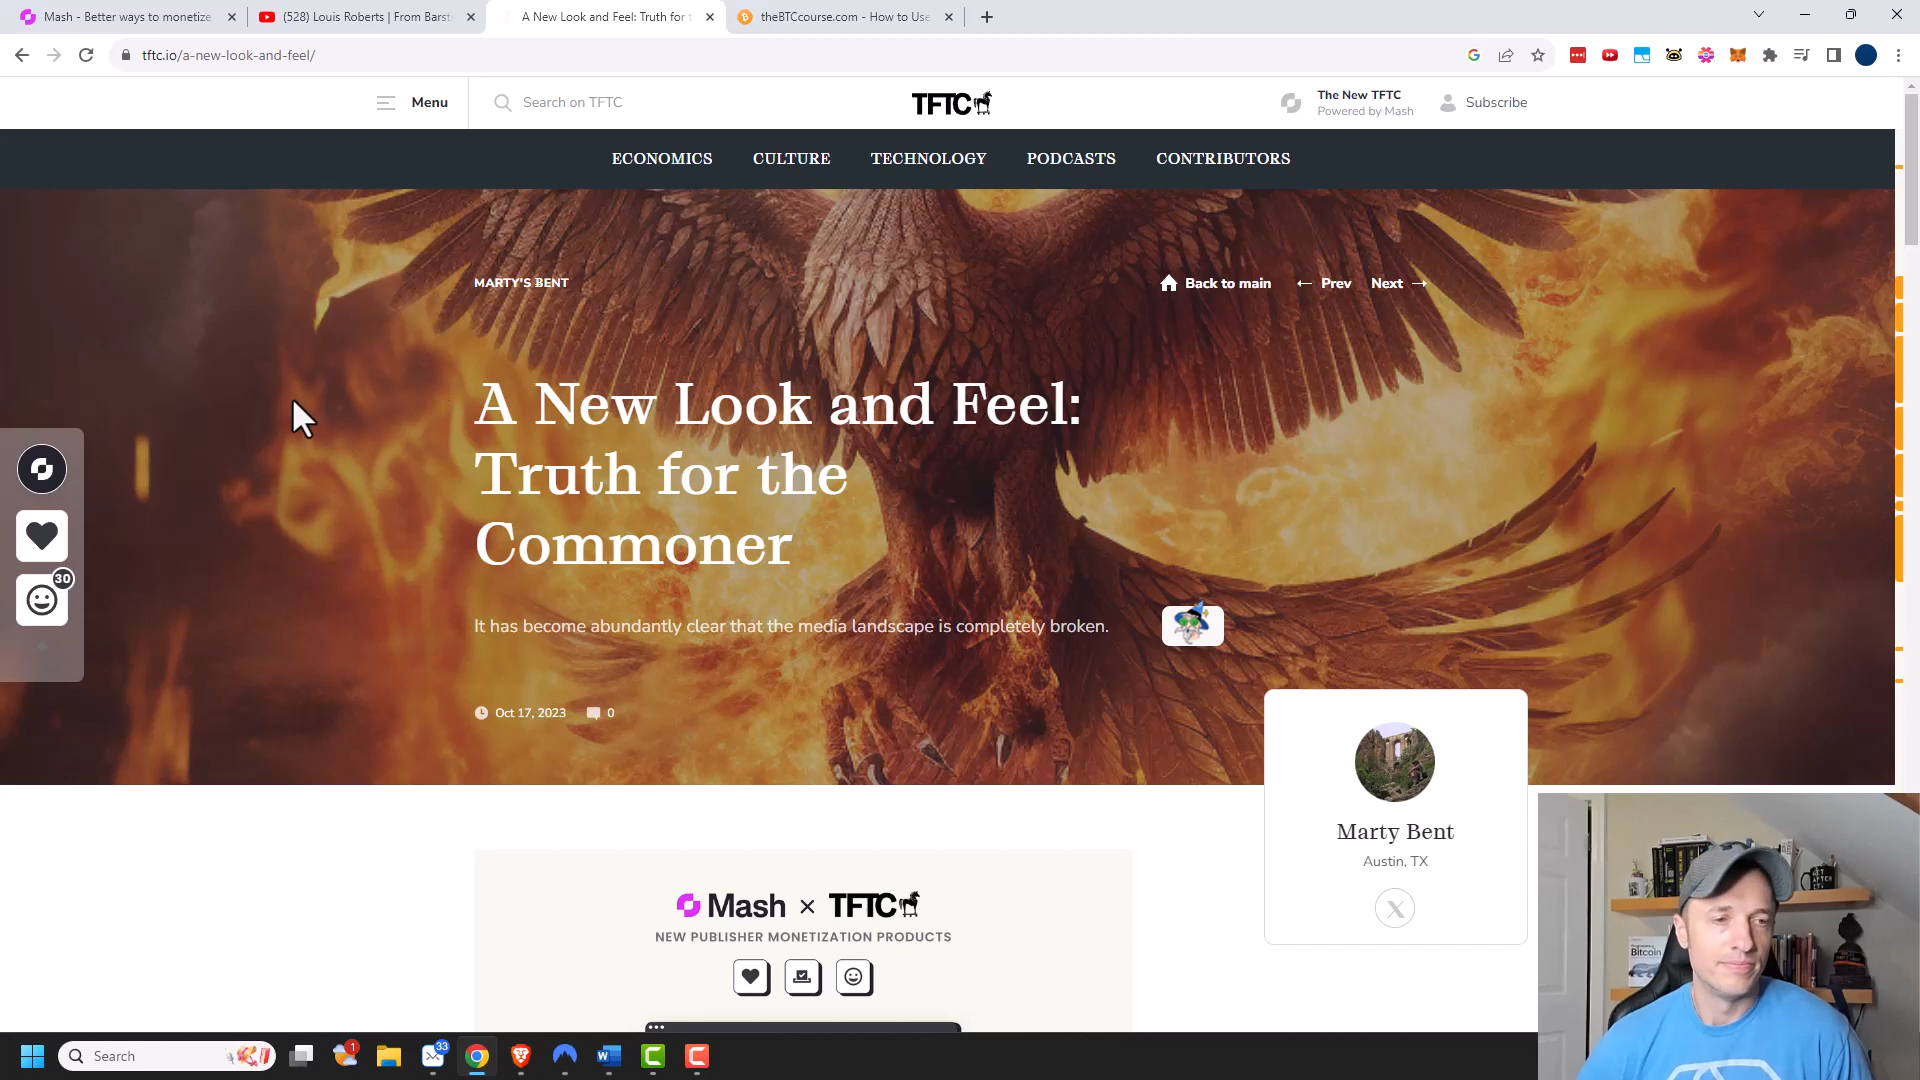 Mash - Better ways to monetize
(528) Louis Roberts | From Barst
A New Look and Feel: Truth for t
theBTCcourse.com - How to Use
tftc.io/a-new-look-and-feel/
Menu
Search on TFTC
TFTC
The New TFTC
Powered by Mash
Subscribe
ECONOMICS
CULTURE
TECHNOLOGY
PODCASTS
CONTRIBUTORS
MARTY'S BENT
Back to main
Prev
Next
A New Look and Feel:
Truth for the
Commoner
30
It has become abundantly clear that the media landscape is completely broken.
Oct 17, 2023
0
Marty Bent
Austin, TX
Mash × TFTC
NEW PUBLISHER MONETIZATION PRODUCTS
Bitcoin
Search
1
33